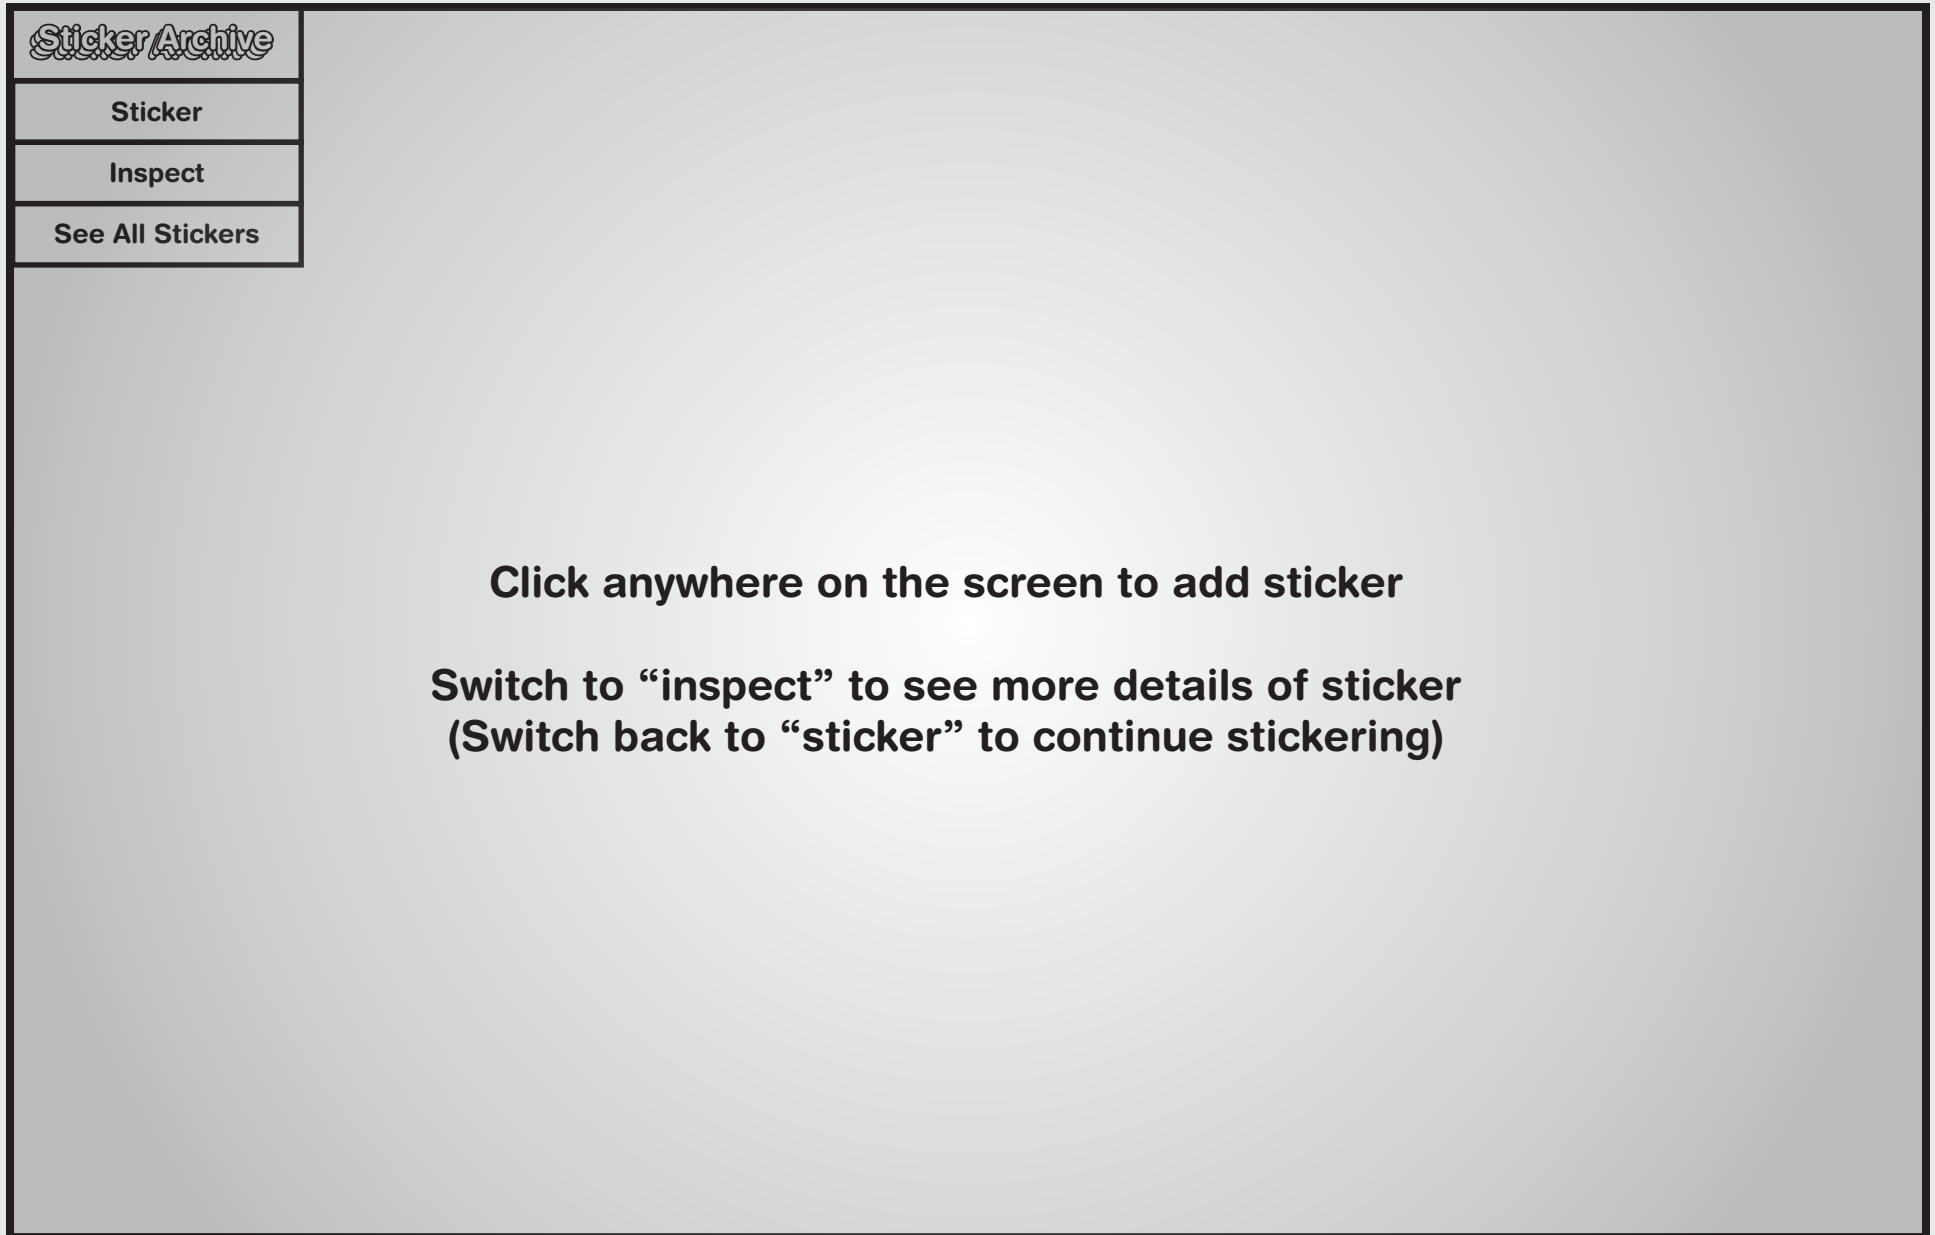 Sticker Archive
Sticker
Inspect
See All Stickers
Click anywhere on the screen to add sticker
Switch to “inspect” to see more details of sticker
(Switch back to “sticker” to continue stickering)